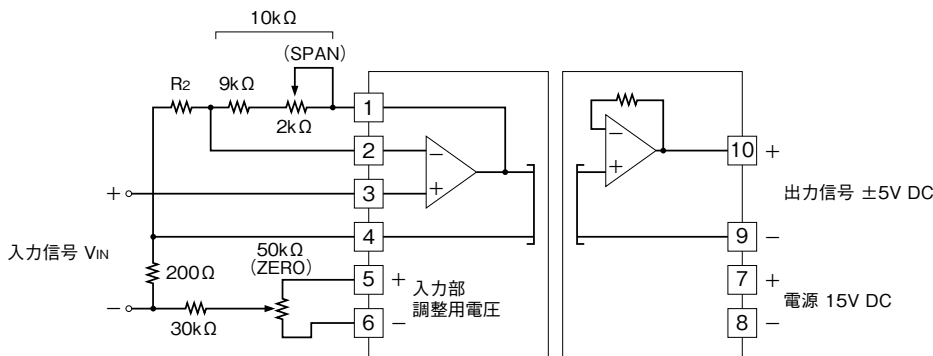 10kΩ
(SPAN)
R2 9kΩ
2kΩ
1
2
3
4
5
6
−
+
−
+
10 +
出力信号 ±5V DC
9 −
7 +
電源 15V DC
8 −
+
入力信号 VIN
−
200Ω
50kΩ
(ZERO)
30kΩ
+
入力部
調整用電圧
−